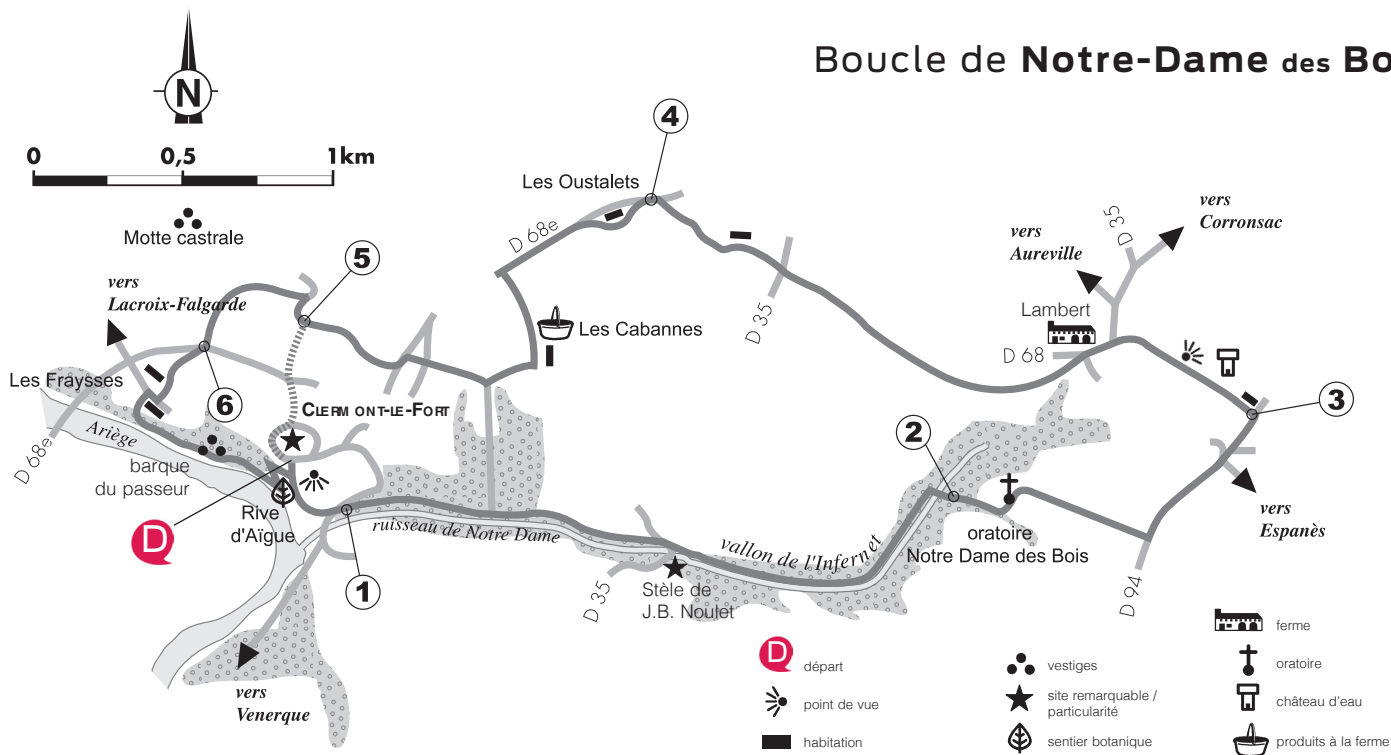 Boucle de Notre-Dame des Bo
N
0 0,5 1km
Motte castrale
vers
Lacroix-Falgarde
Les Fraysses
Ariège
D 68e
barque
du passeur
D
Rive
d'Aïgue
CLERMONT-LE-FORT
5
6
1
vers
Venerque
ruisseau de Notre Dame
Les Oustalets
4
D 68e
Les Cabannes
D 35
D 35
Stèle de
J.B. Noulet
vallon de l'Infernet
2
oratoire
Notre Dame des Bois
vers
Aureville
D 35
vers
Corronsac
Lambert
D 68
3
vers
Espanès
D 94
D départ
point de vue
habitation
vestiges
site remarquable /
particularité
sentier botanique
ferme
oratoire
château d'eau
produits à la ferme